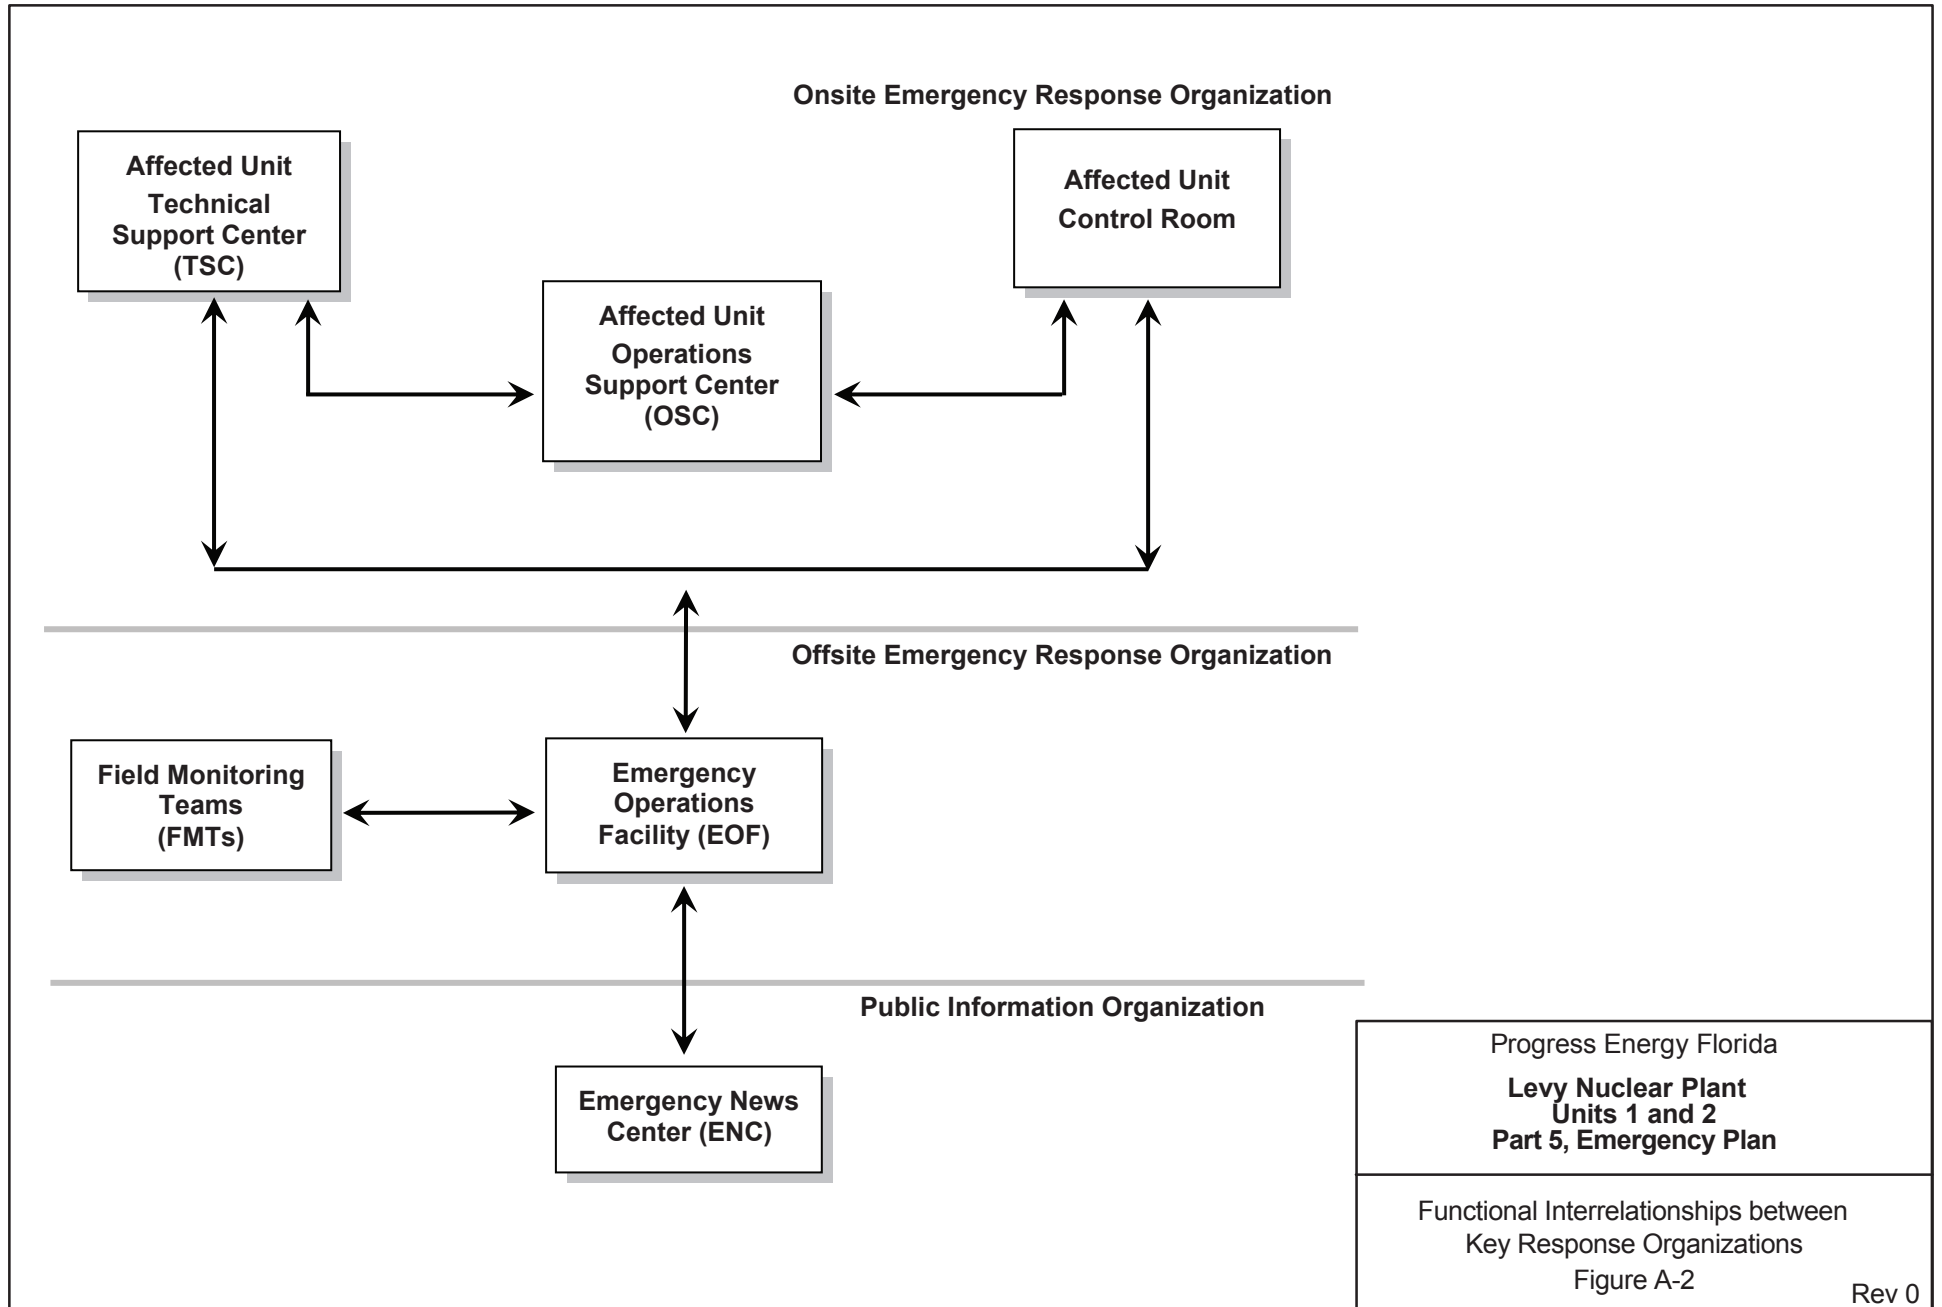 Onsite Emergency Response Organization
Affected Unit
Technical
Support Center
(TSC)
Affected Unit
Control Room
Affected Unit
Operations
Support Center
(OSC)
Offsite Emergency Response Organization
Field Monitoring
Teams
(FMTs)
Emergency
Operations
Facility (EOF)
Public Information Organization
Emergency News
Center (ENC)
Progress Energy Florida
Levy Nuclear Plant
Units 1 and 2
Part 5, Emergency Plan
Functional Interrelationships between
Key Response Organizations
Figure A-2
Rev 0